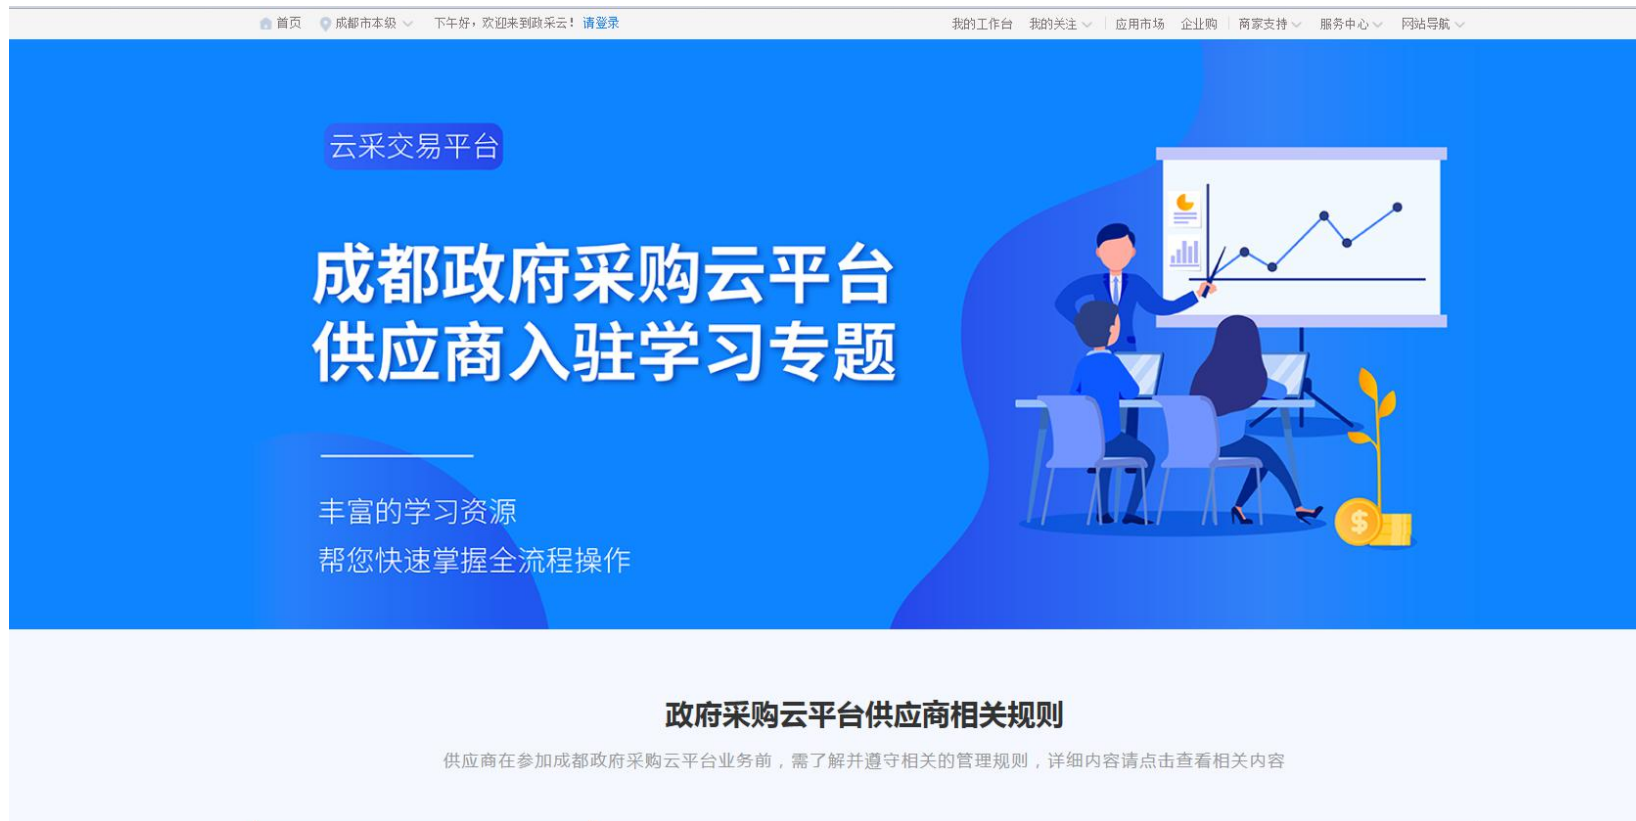 首页 成都市本级 下午好，欢迎来到政采云！ 请登录 我的工作台 我的关注 应用市场 企业购 商家支持 服务中心 网站导航
云采交易平台
成都政府采购云平台
供应商入驻学习专题
丰富的学习资源
帮您快速掌握全流程操作
政府采购云平台供应商相关规则
供应商在参加成都政府采购云平台业务前，需了解并遵守相关的管理规则，详细内容请点击查看相关内容